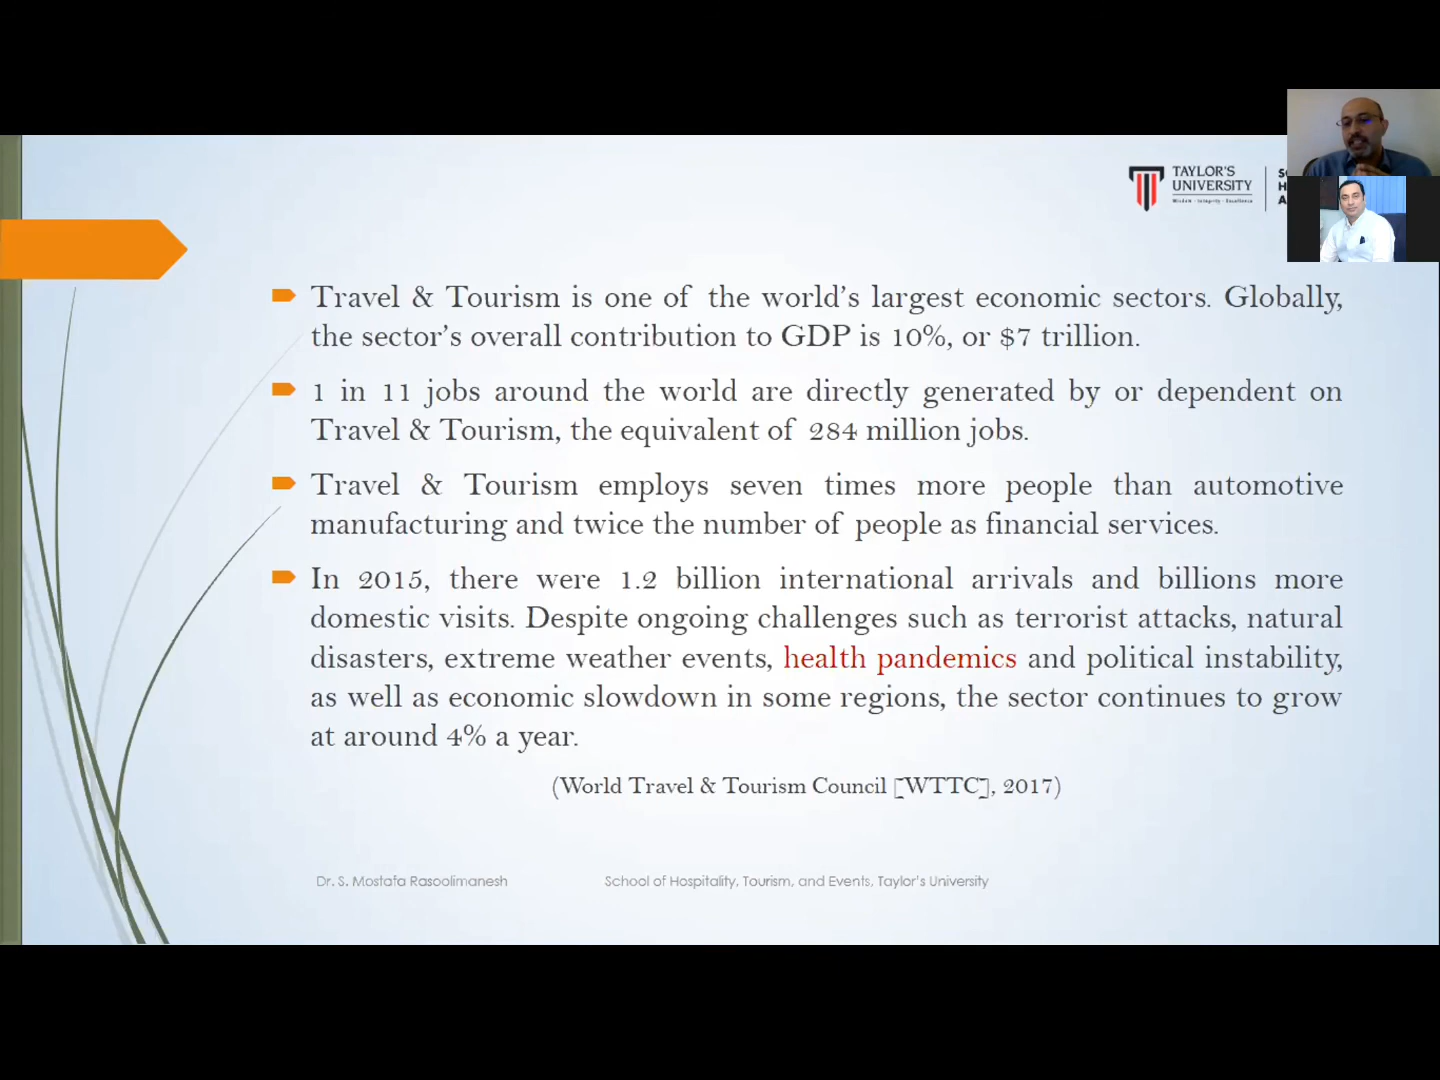 TAYLOR'S
UNIVERSITY
Wisdom · Integrity · Excellence
Travel & Tourism is one of the world’s largest economic sectors. Globally,
the sector’s overall contribution to GDP is 10%, or $7 trillion.
1 in 11 jobs around the world are directly generated by or dependent on
Travel & Tourism, the equivalent of 284 million jobs.
Travel & Tourism employs seven times more people than automotive
manufacturing and twice the number of people as financial services.
In 2015, there were 1.2 billion international arrivals and billions more
domestic visits. Despite ongoing challenges such as terrorist attacks, natural
disasters, extreme weather events, health pandemics and political instability,
as well as economic slowdown in some regions, the sector continues to grow
at around 4% a year.
(World Travel & Tourism Council [WTTC], 2017)
Dr. S. Mostafa Rasoolimanesh School of Hospitality, Tourism, and Events, Taylor’s University